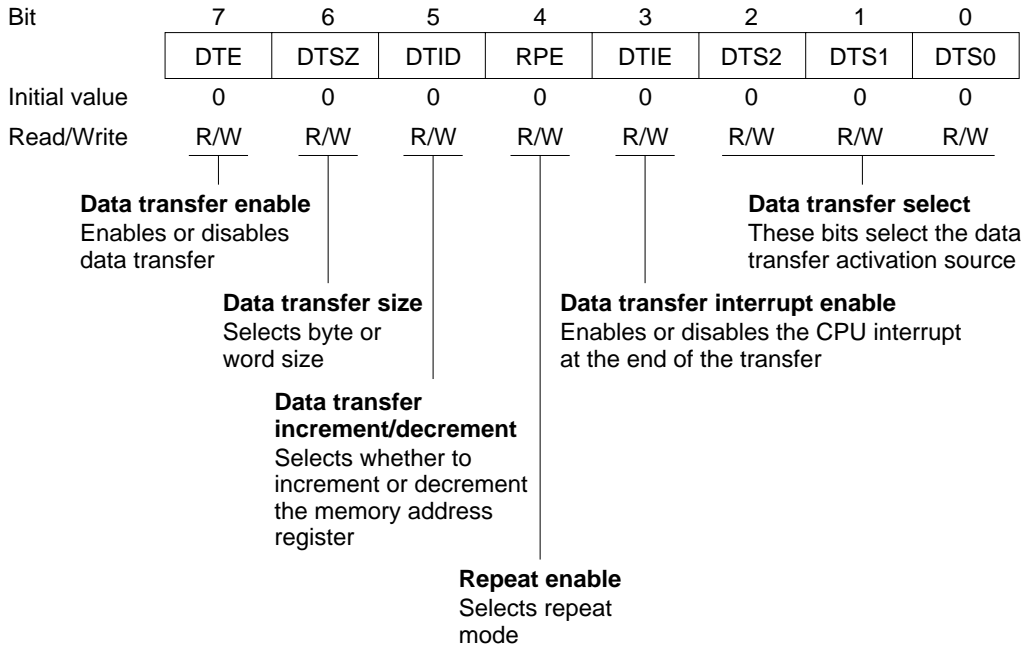 Bit 7 6 5 4 3 2 1 0
DTE DTSZ DTID RPE DTIE DTS2 DTS1 DTS0
Initial value 0 0 0 0 0 0 0 0
Read/Write R/W R/W R/W R/W R/W R/W R/W R/W
Data transfer enable
Enables or disables
data transfer
Data transfer select
These bits select the data
transfer activation source
Data transfer size
Selects byte or
word size
Data transfer interrupt enable
Enables or disables the CPU interrupt
at the end of the transfer
Data transfer
increment/decrement
Selects whether to
increment or decrement
the memory address
register
Repeat enable
Selects repeat
mode